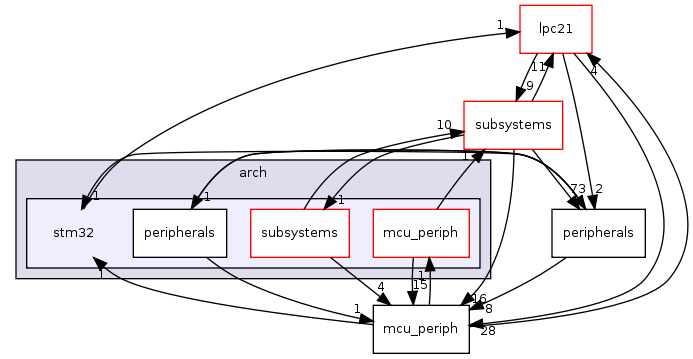 1
lpc21
4
11
9
10
subsystems
1
arch
1
1
1
73
2
stm32
peripherals
subsystems
mcu_periph
peripherals
1
1
15
4
16
1
8
mcu_periph
28